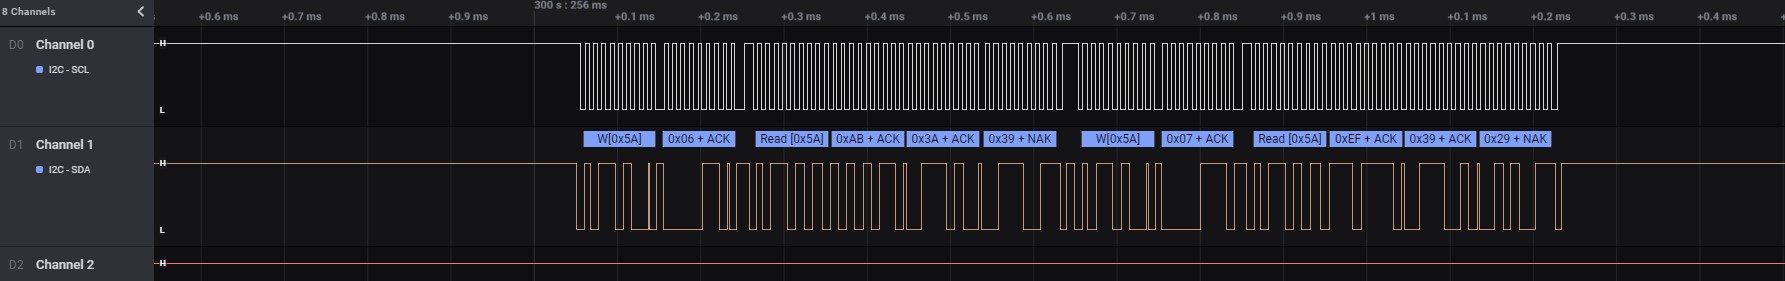 8 Channels
300 s : 256 ms
+0.6 ms +0.7 ms +0.8 ms +0.9 ms +0.1 ms +0.2 ms +0.3 ms +0.4 ms +0.5 ms +0.6 ms +0.7 ms +0.8 ms +0.9 ms +1 ms +0.1 ms +0.2 ms +0.3 ms +0.4 ms
D0 Channel 0 H
I2C - SCL
L
W[0x5A] 0x06 + ACK Read [0x5A] 0xAB + ACK 0x3A + ACK 0x39 + NAK W[0x5A] 0x07 + ACK Read [0x5A] 0xEF + ACK 0x39 + ACK 0x29 + NAK
D1 Channel 1 H
I2C - SDA
L
D2 Channel 2 H